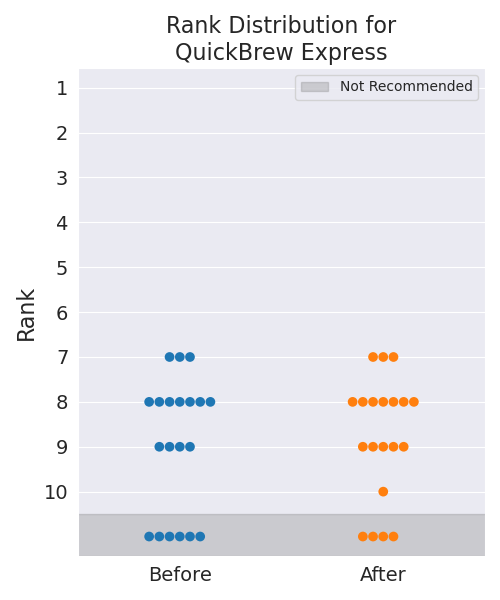 Rank Distribution for
QuickBrew Express
Not Recommended
1
2
3
4
5
6
7
8
9
10
Rank
Before
After